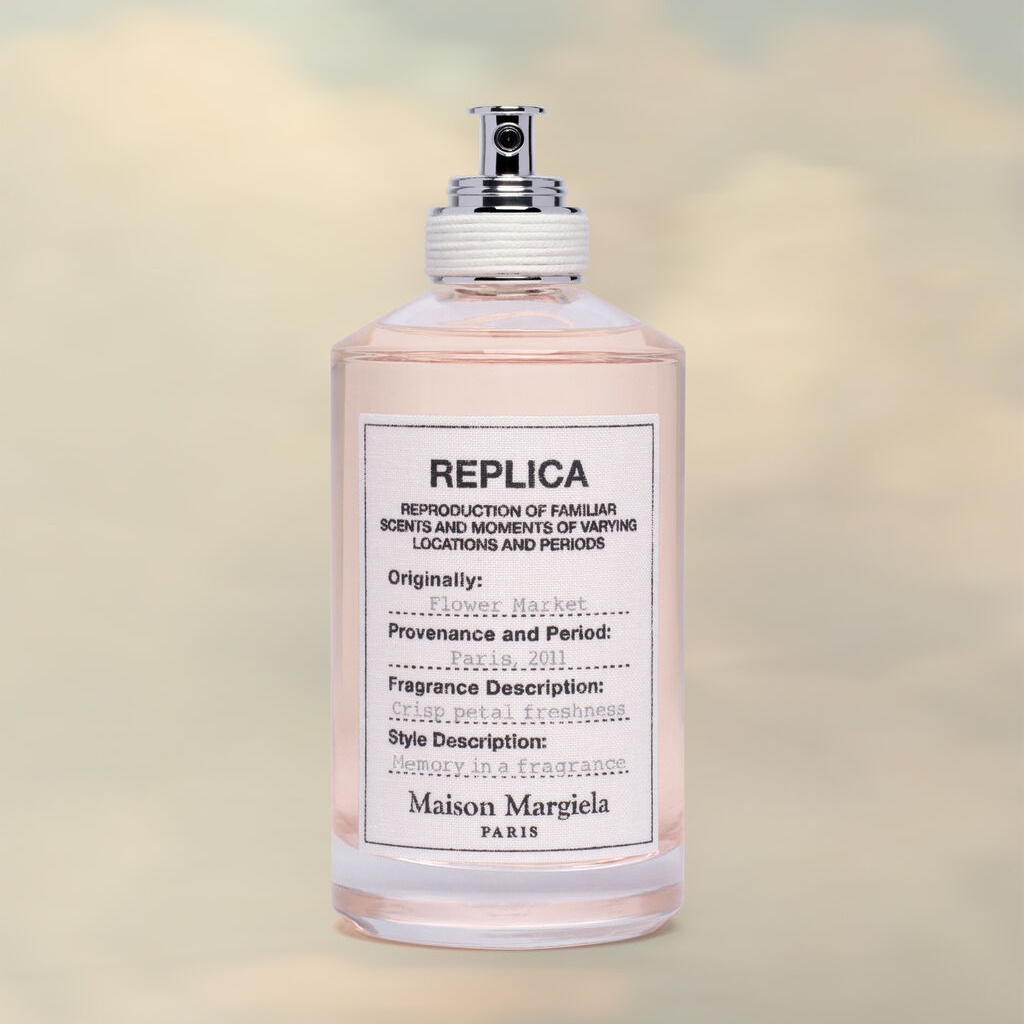 REPLICA
REPRODUCTION OF FAMILIAR
SCENTS AND MOMENTS OF VARYING
LOCATIONS AND PERIODS
Originally:
Flower Market
Provenance and Period:
Paris, 2011
Fragrance Description:
Crisp petal freshness
Style Description:
Memory in a fragrance
Maison Margiela
PARIS